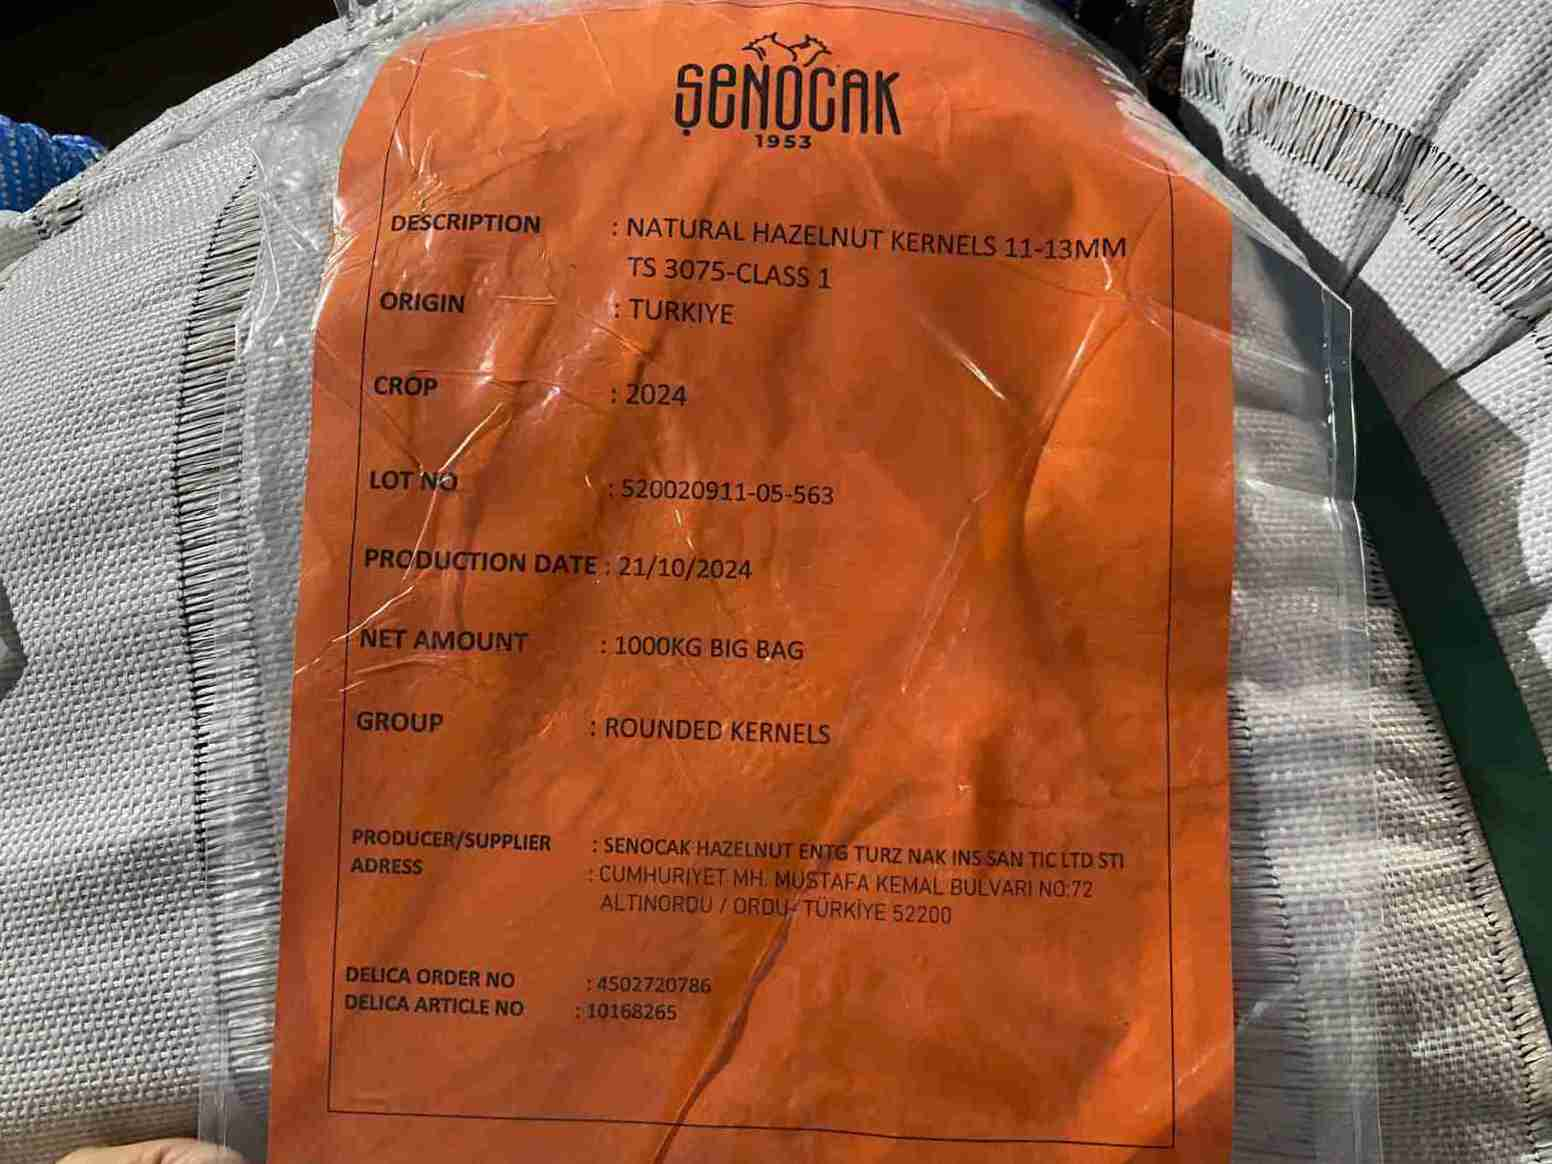 ŞENOCAK
1953
DESCRIPTION : NATURAL HAZELNUT KERNELS 11-13MM
TS 3075-CLASS 1
ORIGIN : TURKIYE
CROP : 2024
LOT NO : 520020911-05-563
PRODUCTION DATE : 21/10/2024
NET AMOUNT : 1000KG BIG BAG
GROUP : ROUNDED KERNELS
PRODUCER/SUPPLIER : SENOCAK HAZELNUT ENTG TURZ NAK INS SAN TIC LTD STI
ADRESS : CUMHURIYET MH. MUSTAFA KEMAL BULVARI NO:72
ALTINORDU / ORDU- TÜRKİYE 52200
DELICA ORDER NO : 4502720786
DELICA ARTICLE NO : 10168265